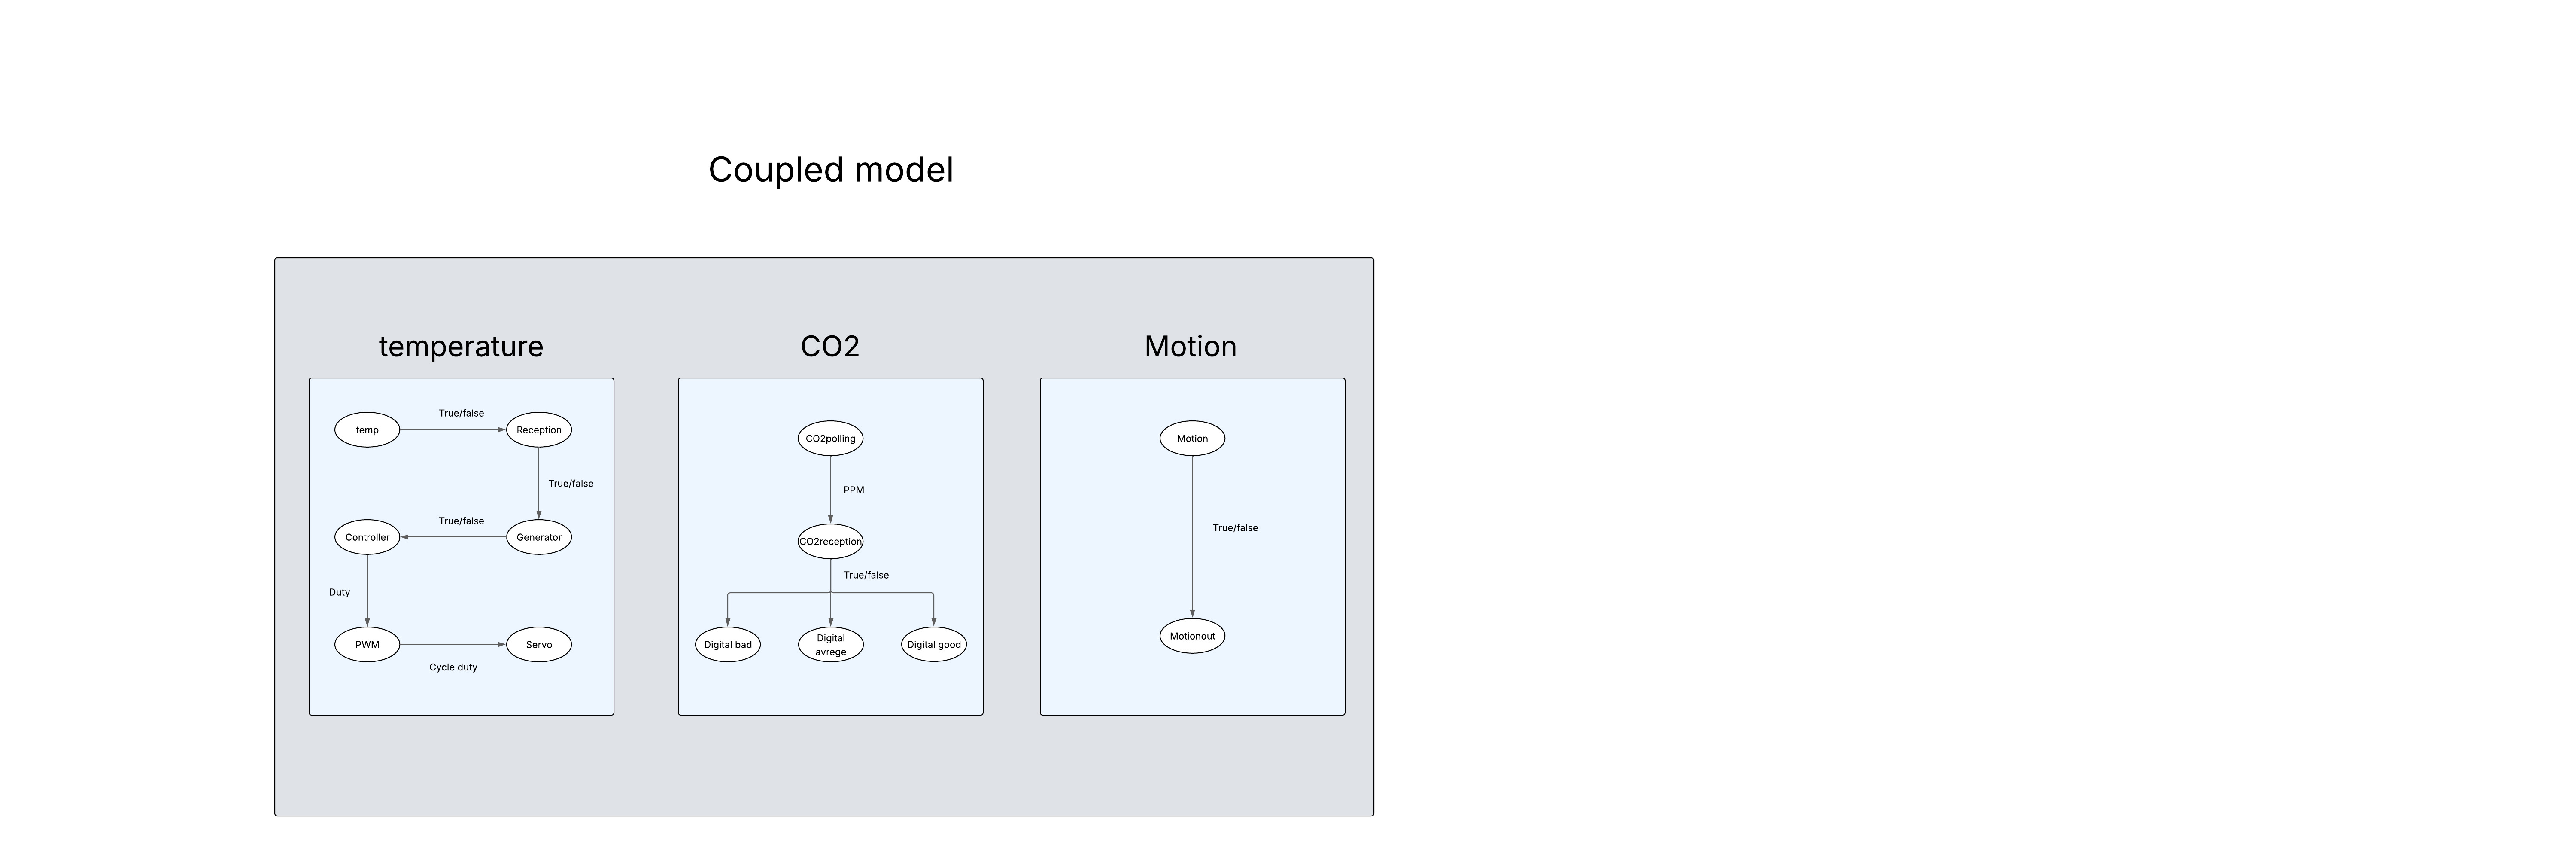 Coupled model
temperature
CO2
Motion
temp
True/false
Reception
True/false
Controller
True/false
Generator
Duty
PWM
Cycle duty
Servo
CO2polling
PPM
CO2reception
True/false
Digital bad
Digital
avrege
Digital good
Motion
True/false
Motionout